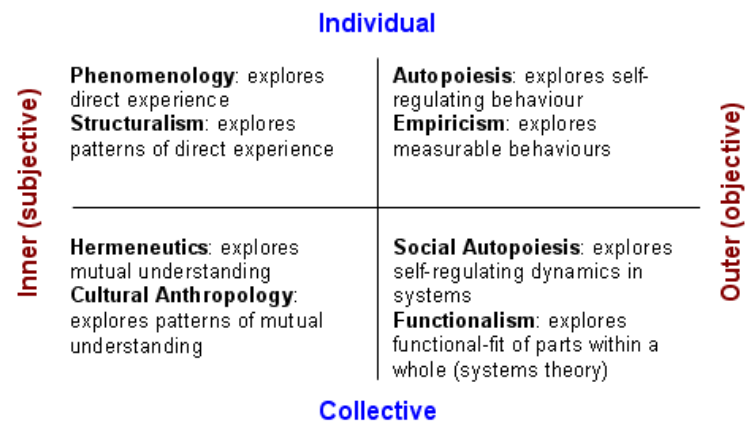 Individual
Inner (subjective)
Phenomenology: explores
direct experience
Structuralism: explores
patterns of direct experience
Autopoiesis: explores self-
regulating behaviour
Empiricism: explores
measurable behaviours
Hermeneutics: explores
mutual understanding
Cultural Anthropology:
explores patterns of mutual
understanding
Social Autopoiesis: explores
self-regulating dynamics in
systems
Functionalism: explores
functional-fit of parts within a
whole (systems theory)
Outer (objective)
Collective